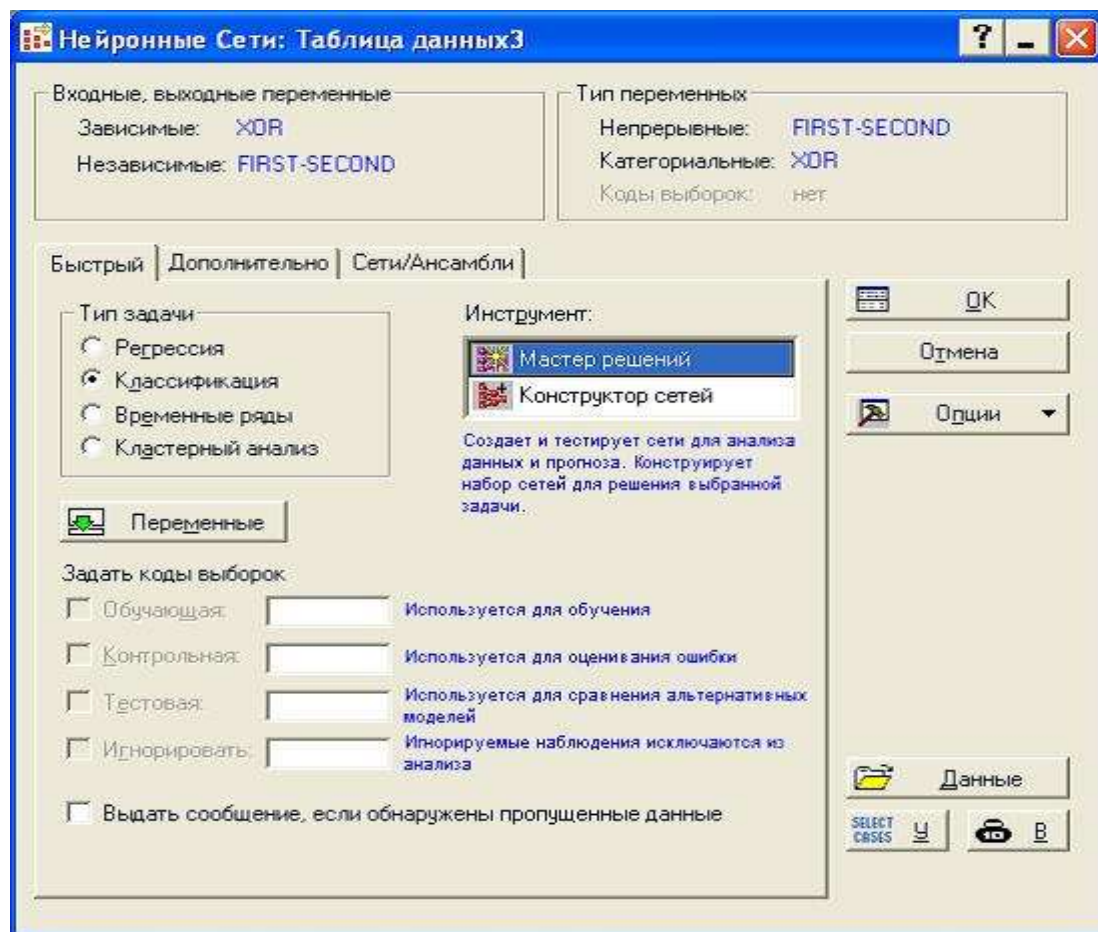 Нейронные Сети: Таблица данных3
Входные, выходные переменные
Зависимые: XOR
Независимые: FIRST-SECOND
Тип переменных
Непрерывные: FIRST-SECOND
Категориальные: XOR
Коды выборок: нет
Быстрый Дополнительно Сети/Ансамбли
Тип задачи
Регрессия
Классификация
Временные ряды
Кластерный анализ
Инструмент:
Мастер решений
Конструктор сетей
Создает и тестирует сети для анализа
данных и прогноза. Конструирует
набор сетей для решения выбранной
задачи.
Переменные
Задать коды выборок
Обучающая: Используется для обучения
Контрольная: Используется для оценивания ошибки
Тестовая: Используется для сравнения альтернативных
моделей
Игнорировать: Игнорируемые наблюдения исключаются из
анализа
Выдать сообщение, если обнаружены пропущенные данные
OK
Отмена
Опции
Данные
SELECT
CASES У В